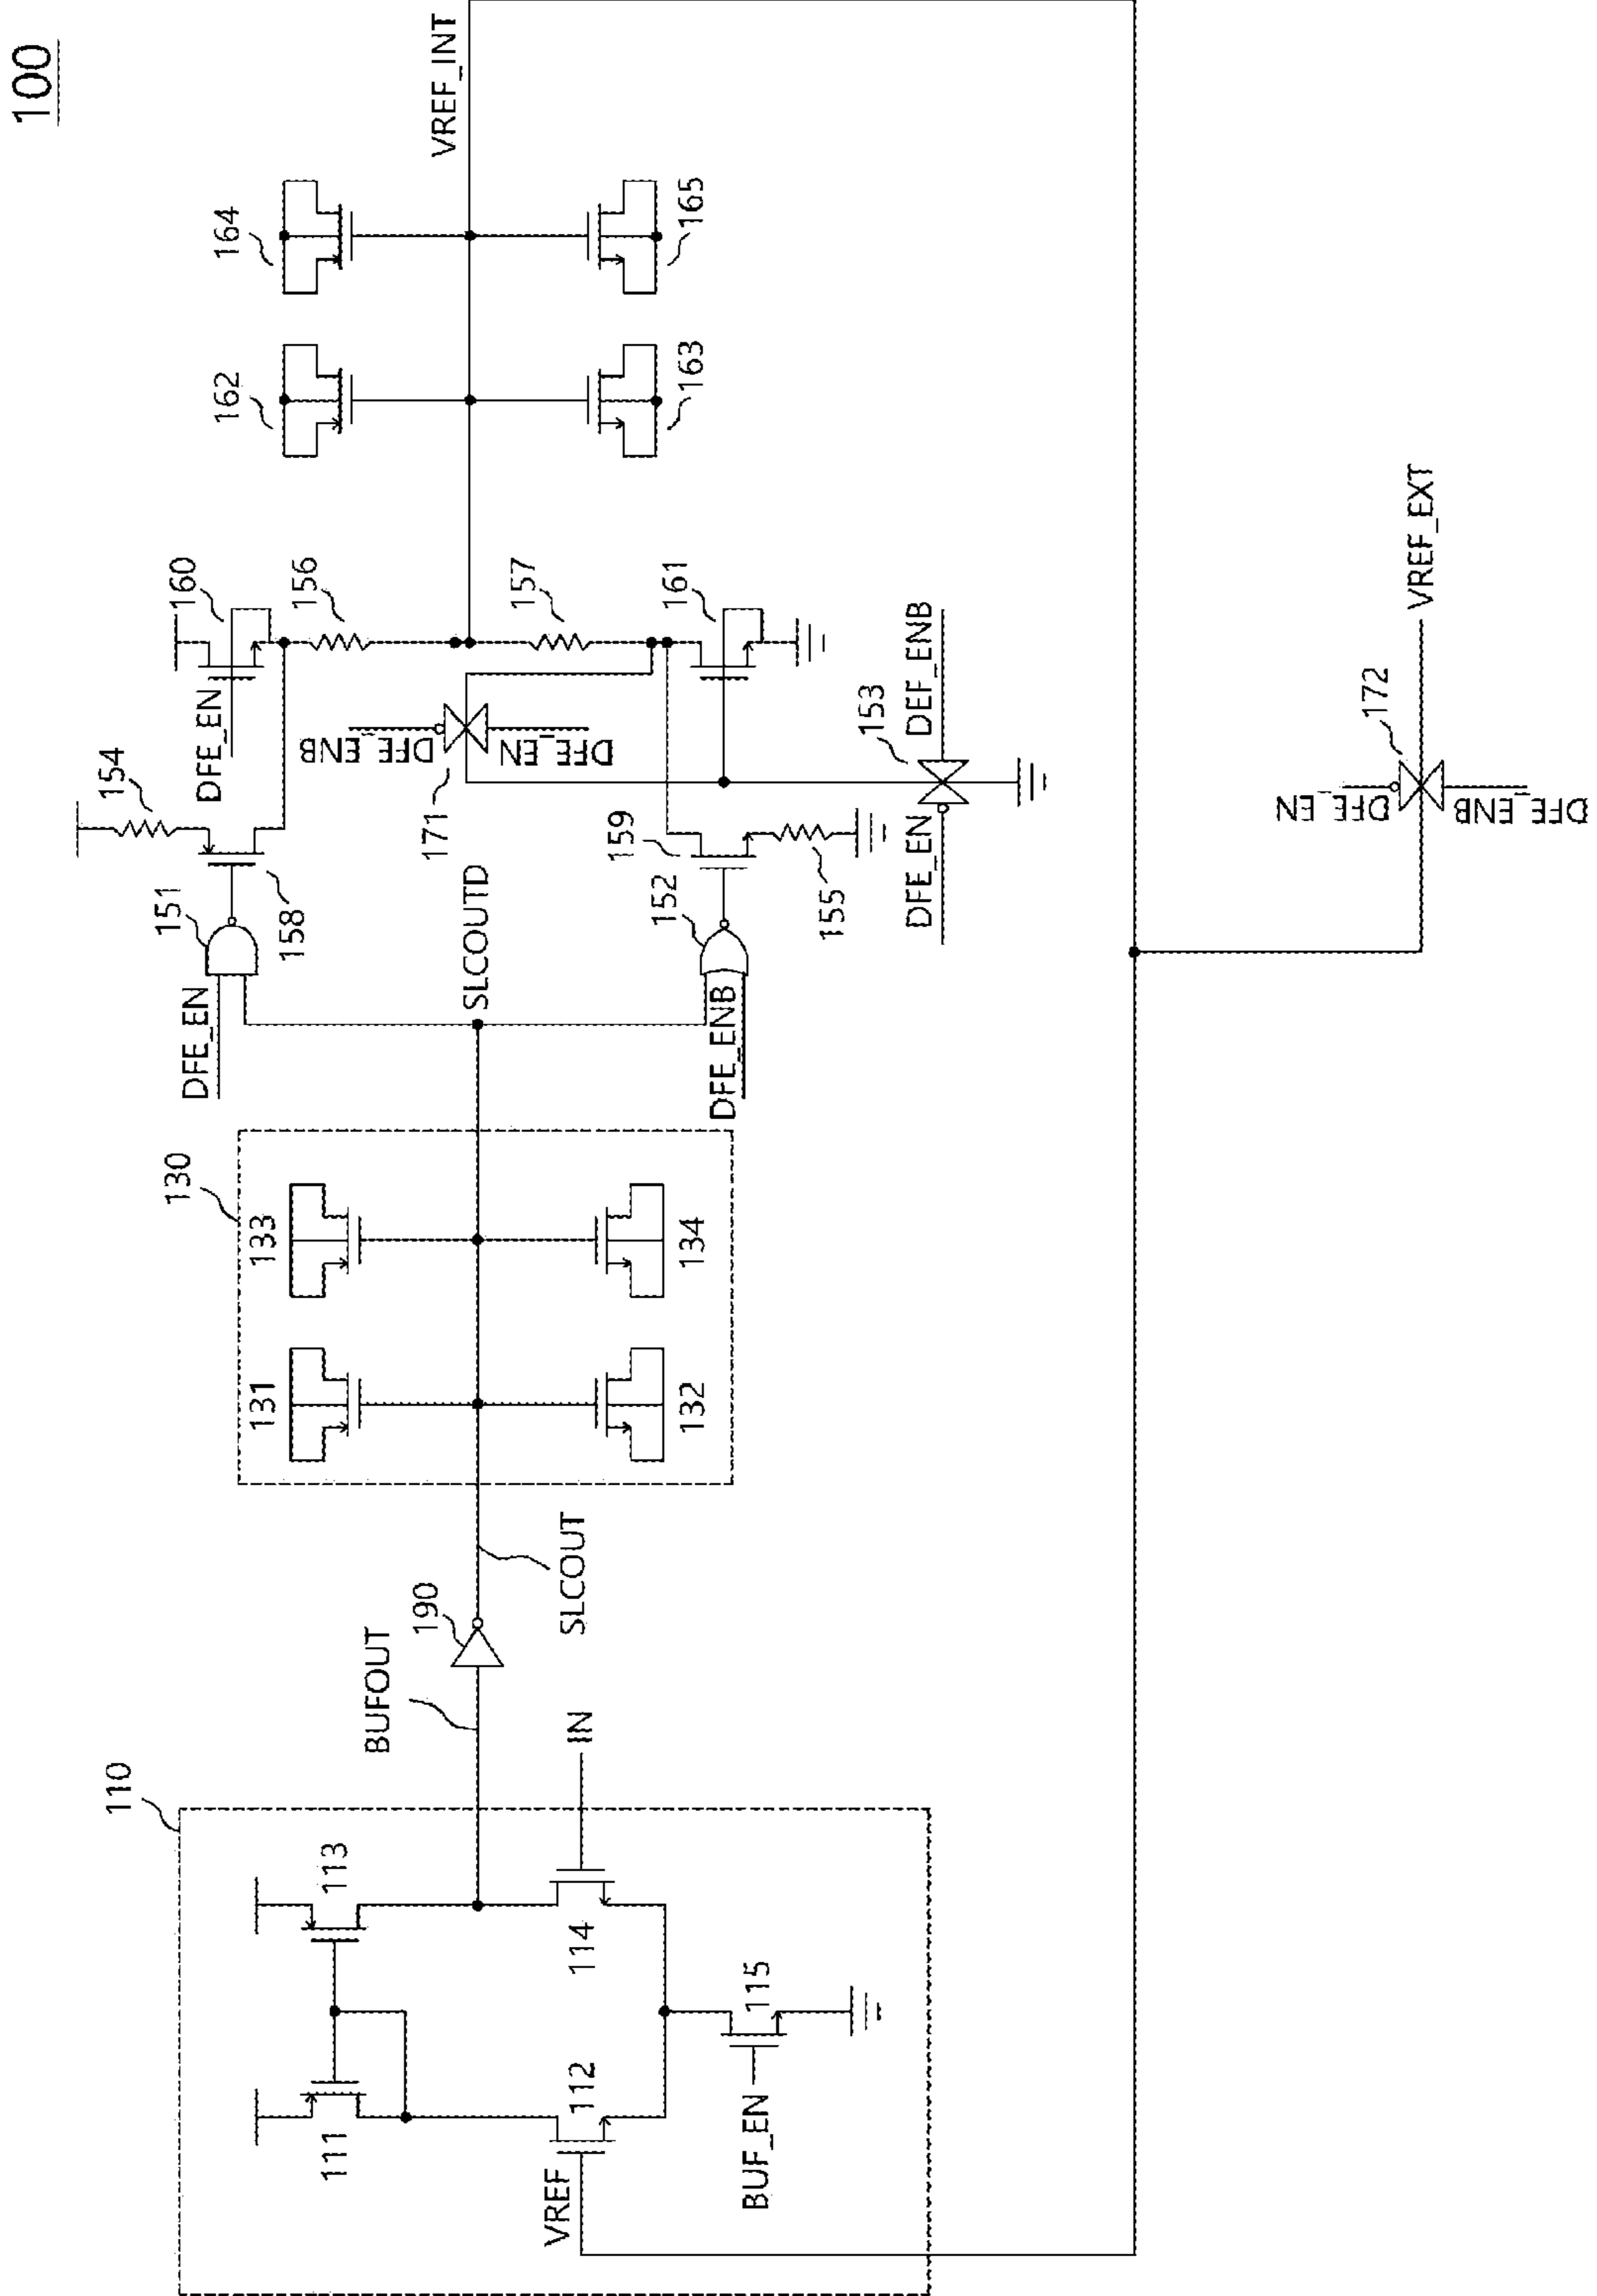 100
110
111
113
112
114
115
VREF
BUF_EN
IN
BUFOUT
190
SLCOUT
130
131
133
132
134
SLCOUTD
DFE_EN
151
154
158
DFE_EN
160
156
DFE_ENB
DFE_EN
171
157
161
DFE_ENB
152
159
155
DFE_EN
153
DEF_ENB
162
164
163
165
VREF_INT
DFE_EN
DFE_ENB
172
VREF_EXT